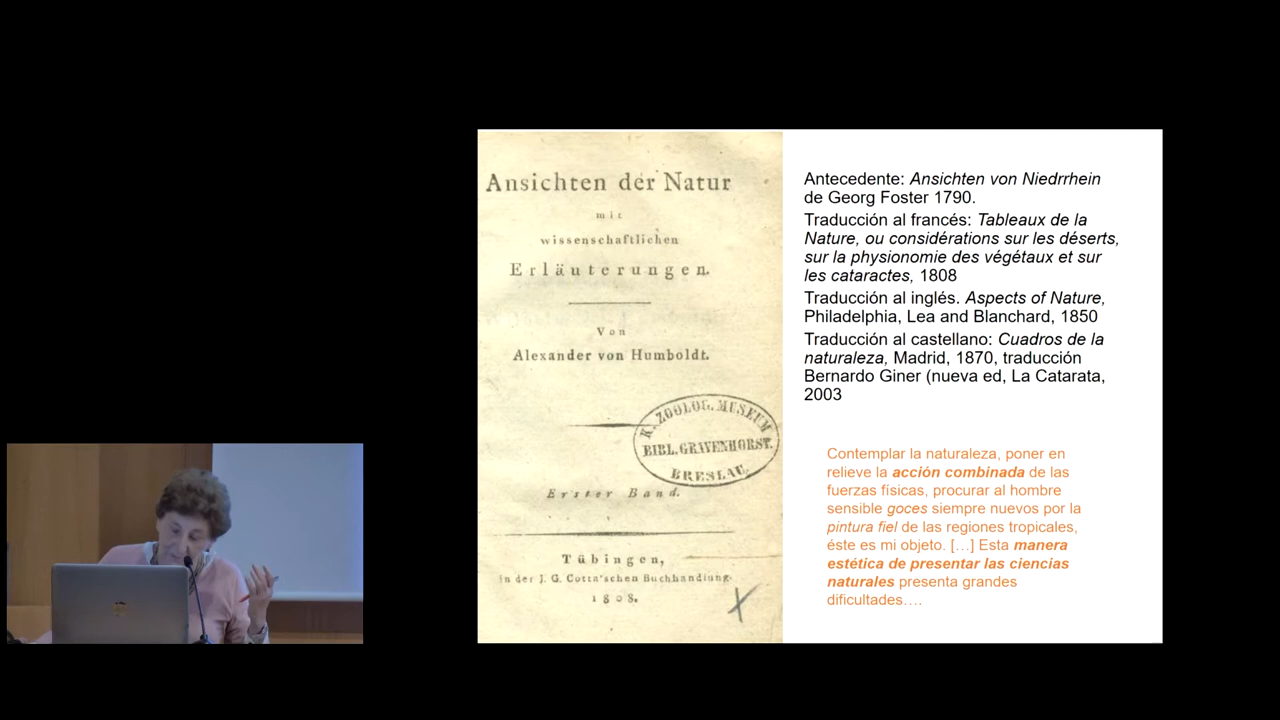 Ansichten der Natur
mit
wissenschaftlichen
Erläuterungen.
Von
Alexander von Humboldt.
K. ZOOLOG. MUSEUM
BIBL. GRAVENHORST.
BRESLAU.
Erster Band.
Tübingen,
in der J. G. Cotta'schen Buchhandlung.
1808.
Antecedente: Ansichten von Niedrrhein
de Georg Foster 1790.
Traducción al francés: Tableaux de la
Nature, ou considérations sur les déserts,
sur la physionomie des végétaux et sur
les cataractes, 1808
Traducción al inglés. Aspects of Nature,
Philadelphia, Lea and Blanchard, 1850
Traducción al castellano: Cuadros de la
naturaleza, Madrid, 1870, traducción
Bernardo Giner (nueva ed, La Catarata,
2003
Contemplar la naturaleza, poner en
relieve la acción combinada de las
fuerzas físicas, procurar al hombre
sensible goces siempre nuevos por la
pintura fiel de las regiones tropicales,
éste es mi objeto. […] Esta manera
estética de presentar las ciencias
naturales presenta grandes
dificultades….